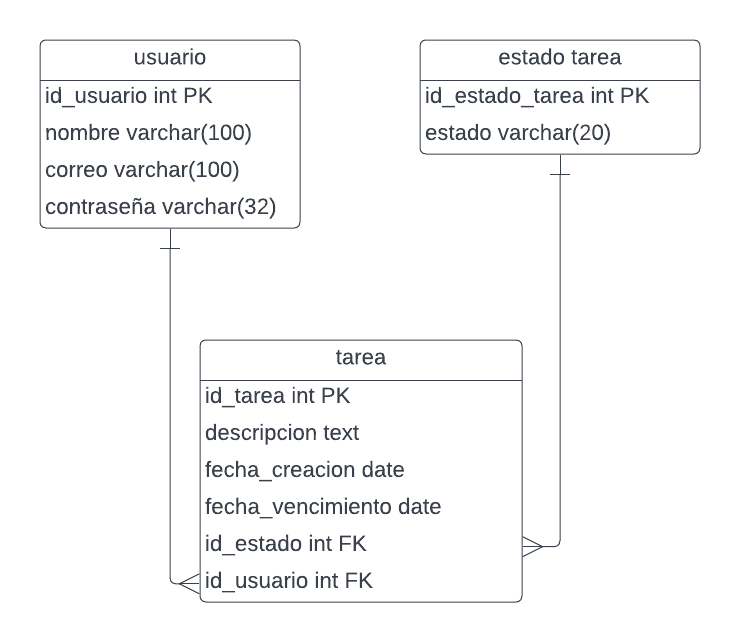 usuario
id_usuario int PK
nombre varchar(100)
correo varchar(100)
contraseña varchar(32)
estado tarea
id_estado_tarea int PK
estado varchar(20)
tarea
id_tarea int PK
descripcion text
fecha_creacion date
fecha_vencimiento date
id_estado int FK
id_usuario int FK